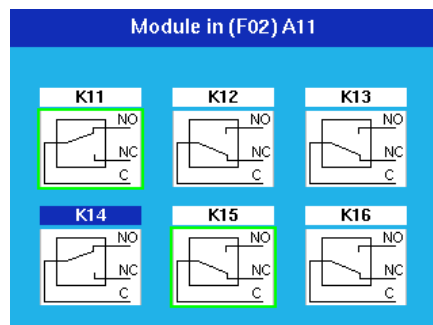 Module in (F02) A11
K11 K12 K13
NO NO NO
NC NC NC
C C C
K14 K15 K16
NO NO NO
NC NC NC
C C C